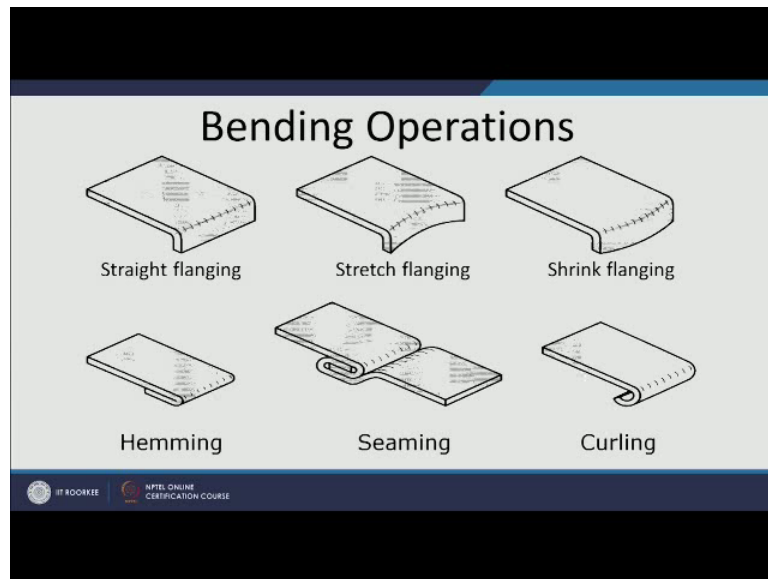 Bending Operations
Straight flanging
Stretch flanging
Shrink flanging
Hemming
Seaming
Curling
IIT ROORKEE
NPTEL ONLINE
CERTIFICATION COURSE